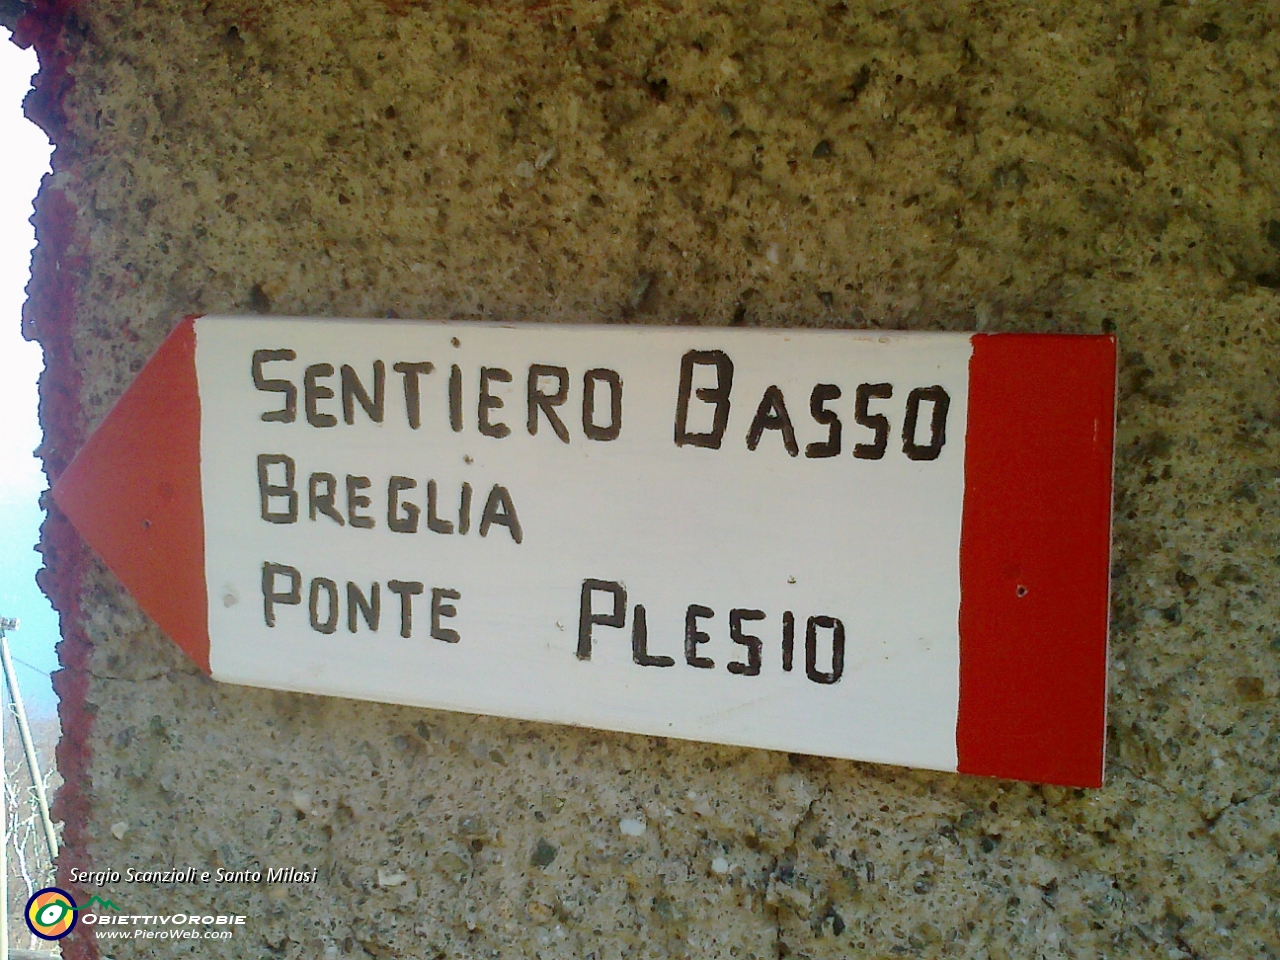 SENTIERO BASSO
BREGLIA
PONTE PLESIO
Sergio Scanzioli e Santo Milasi
OBIETTIVOROBIE
www.PieroWeb.com